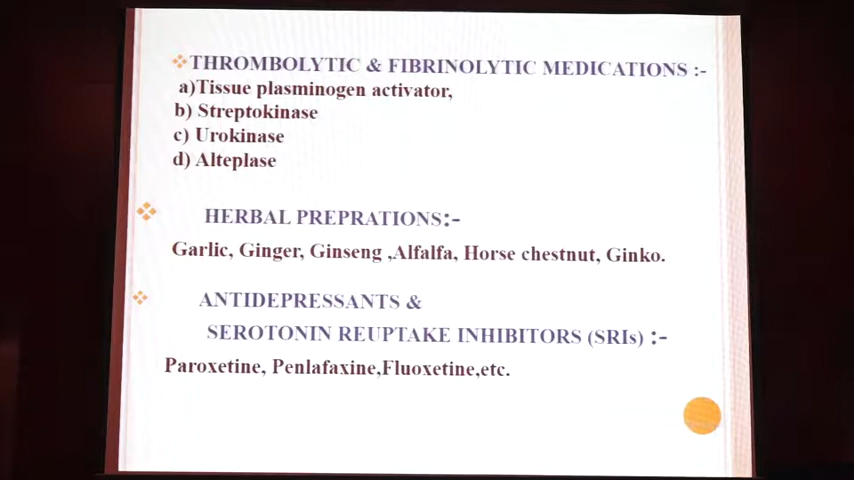 THROMBOLYTIC & FIBRINOLYTIC MEDICATIONS :-
a)Tissue plasminogen activator,
b) Streptokinase
c) Urokinase
d) Alteplase
HERBAL PREPRATIONS:-
Garlic, Ginger, Ginseng ,Alfalfa, Horse chestnut, Ginko.
ANTIDEPRESSANTS &
SEROTONIN REUPTAKE INHIBITORS (SRIs) :-
Paroxetine, Penlafaxine,Fluoxetine,etc.